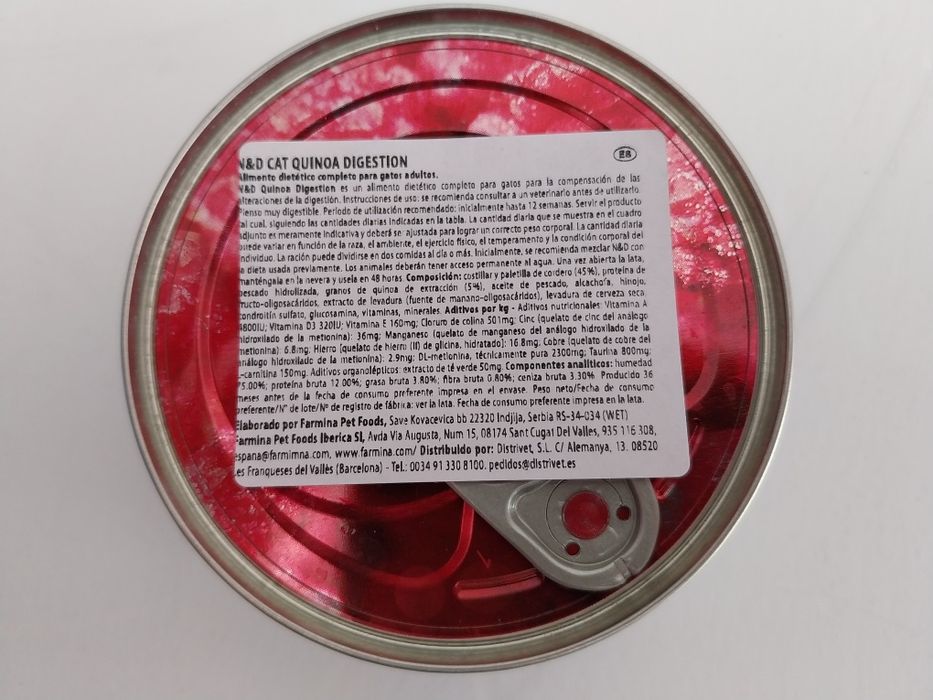 N&D CAT QUINOA DIGESTION
ES
Alimento dietético completo para gatos adultos.
N&D Quinoa Digestion es un alimento dietético completo para gatos para la compensación de las
alteraciones de la digestión. Instrucciones de uso: se recomienda consultar a un veterinario antes de utilizarlo.
Pienso muy digestible. Período de utilización recomendado: inicialmente hasta 12 semanas. Servir el producto
tal cual, siguiendo las cantidades diarias indicadas en la tabla. La cantidad diaria que se muestra en el cuadro
adjunto es meramente indicativa y deberá ser ajustada para lograr un correcto peso corporal. La cantidad diaria
puede variar en función de la raza, el ambiente, el ejercicio físico, el temperamento y la condición corporal del
individuo. La ración puede dividirse en dos comidas al día o más. Inicialmente, se recomienda mezclar N&D con
la dieta usada previamente. Los animales deberán tener acceso permanente al agua. Una vez abierta la lata,
manténgala en la nevera y usela en 48 horas. Composición: costillar y paletilla de cordero (45%), proteína de
pescado hidrolizada, granos de quinoa de extracción (5%), aceite de pescado, alcachofa, hinojo,
fructo-oligosacáridos, extracto de levadura (fuente de manano-oligosacáridos), levadura de cerveza seca,
condroitín sulfato, glucosamina, vitaminas, minerales. Aditivos por kg - Aditivos nutricionales: Vitamina A
4800IU; Vitamina D3 320IU; Vitamina E 160mg; Cloruro de colina 501mg; Cinc (quelato de cinc del análogo
hidroxilado de la metionina): 36mg; Manganeso (quelato de manganeso del análogo hidroxilado de la
metionina): 6.8mg; Hierro (quelato de hierro (II) de glicina, hidratado): 16.8mg; Cobre (quelato de cobre del
análogo hidroxilado de la metionina): 2.9mg; DL-metionina, técnicamente pura 2300mg; Taurina 800mg;
L-carnitina 150mg. Aditivos organolépticos: extracto de té verde 50mg. Componentes analíticos: humedad
75.00%; proteína bruta 12.00%; grasa bruta 3.80%; fibra bruta 0.80%; ceniza bruta 3.30%. Producido 36
meses antes de la fecha de consumo preferente impresa en el envase. Peso neto/Fecha de consumo
preferente/N° de lote/N° de registro de fábrica: ver la lata. Fecha de consumo preferente impresa en la lata.
Elaborado por Farmina Pet Foods, Save Kovacevica bb 22320 Indjija, Serbia RS-34-034 (WET)
Farmina Pet Foods Iberica Sl, Avda Via Augusta, Num 15, 08174 Sant Cugat Del Valles, 935 116 308,
espana@farmimna.com, www.farmina.com/ Distribuido por: Distrivet, S.L. C/ Alemanya, 13. 08520
Les Franqueses del Vallès (Barcelona) - Tel.: 0034 91 330 8100. pedidos@distrivet.es